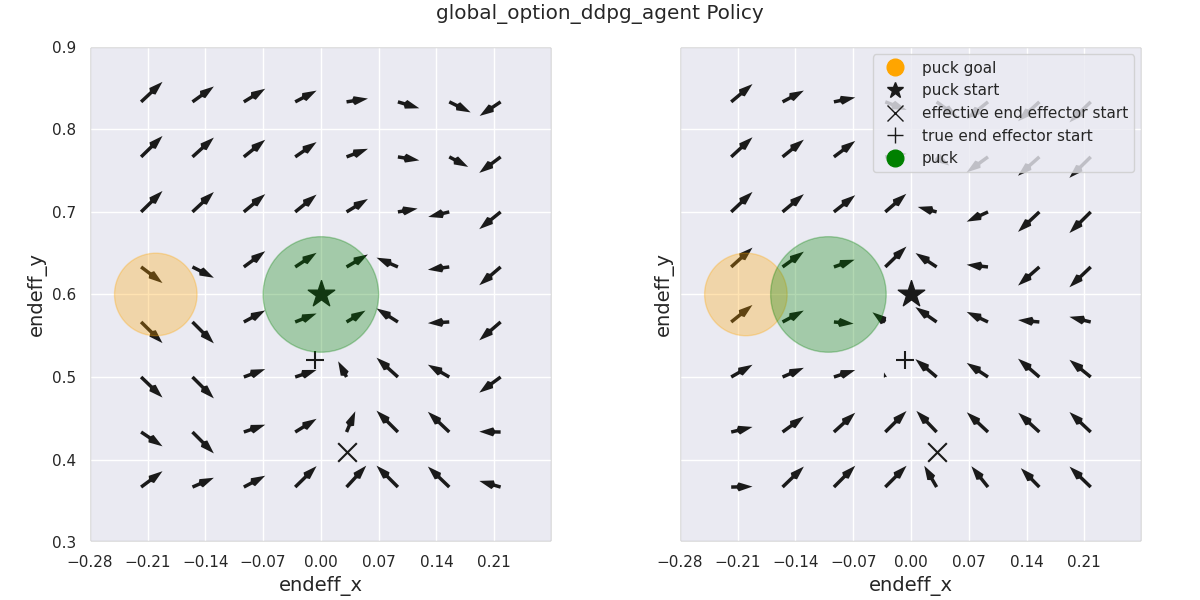 global_option_ddpg_agent Policy
0.9
0.8
0.7
0.6
0.5
0.4
0.3
endeff_y
−0.28 −0.21 −0.14 −0.07 0.00 0.07 0.14 0.21
endeff_x
puck goal
puck start
effective end effector start
true end effector start
puck
endeff_y
−0.28 −0.21 −0.14 −0.07 0.00 0.07 0.14 0.21
endeff_x